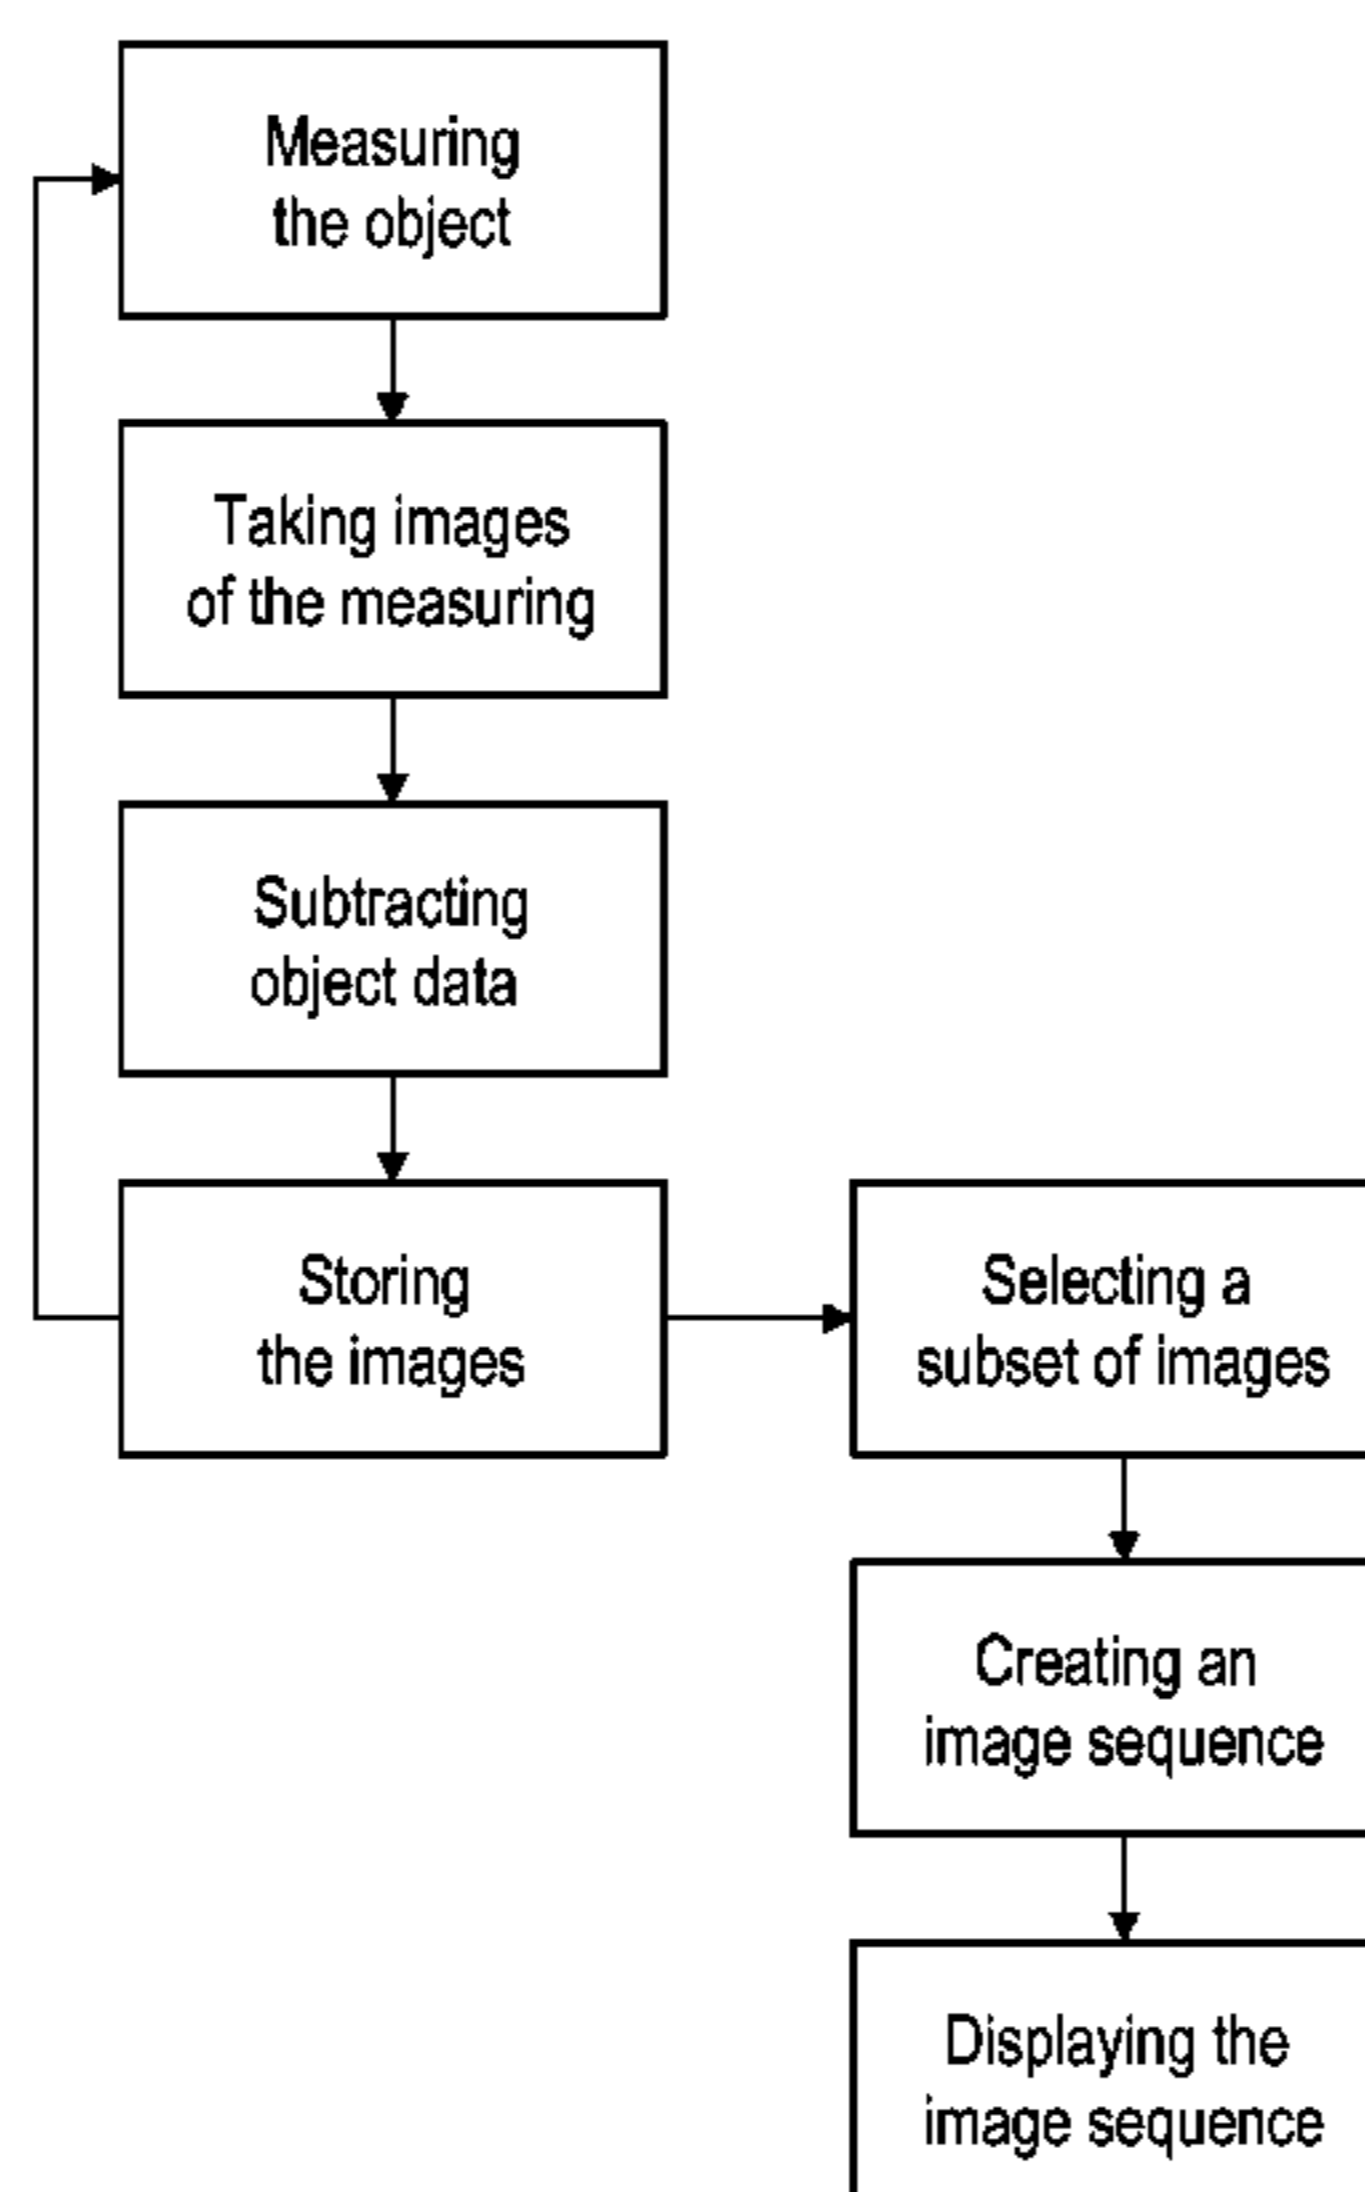 Measuring
the object
Taking images
of the measuring
Subtracting
object data
Storing
the images
Selecting a
subset of images
Creating an
image sequence
Displaying the
image sequence